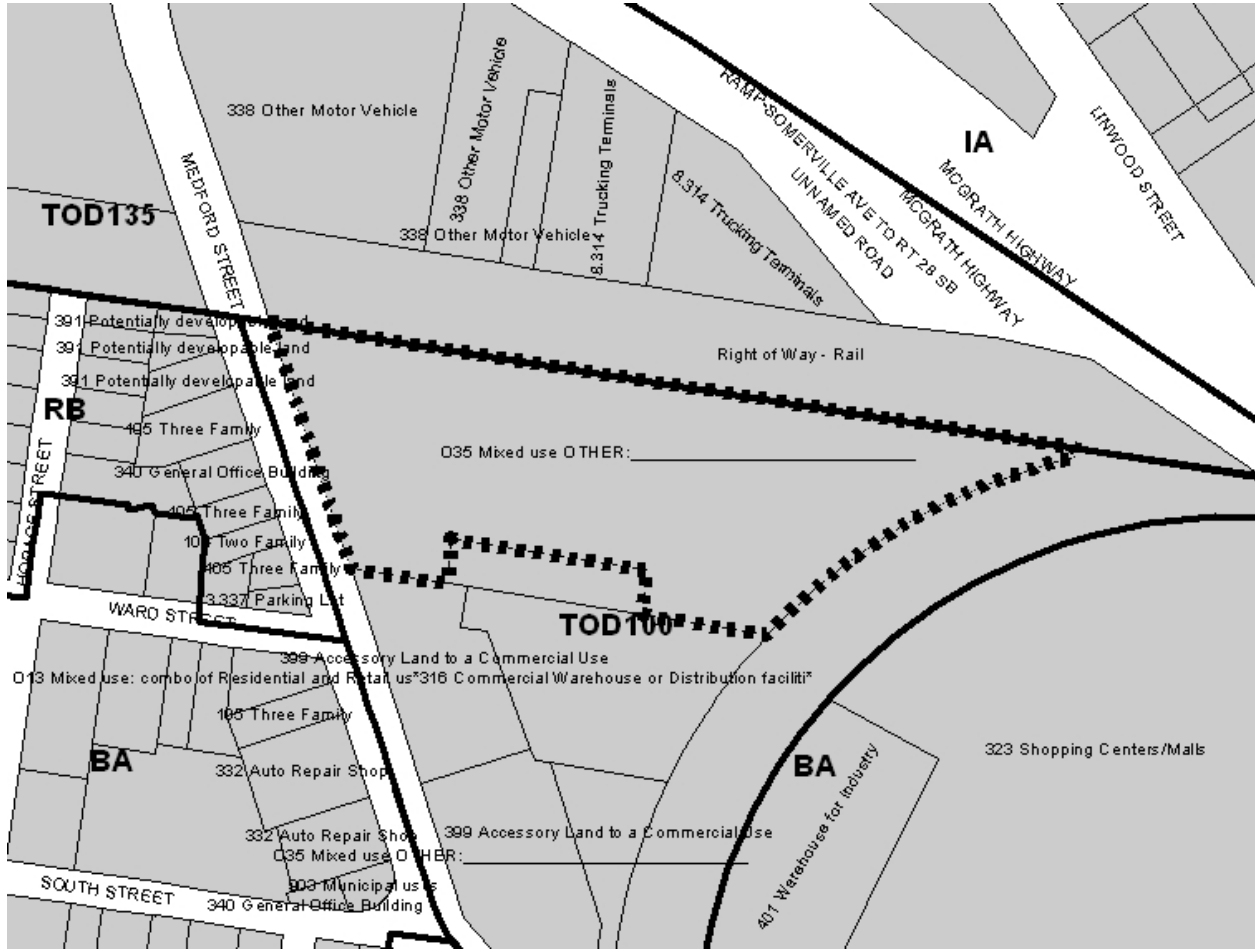 338 Other Motor Vehicle
338 Other Motor Vehicle
8.314 Trucking Terminals
RAMP-SOMERVILLE AVE TO RT 28 SB
IA
MCGRATH HIGHWAY
LINWOOD STREET
MEDFORD STREET
8.314 Trucking Terminals
UNNAMED ROAD
MCGRATH HIGHWAY
TOD135
338 Other Motor Vehicle
391 Potentially developable land
391 Potentially developable land
391 Potentially developable land
Right of Way - Rail
RB
105 Three Family
O35 Mixed use OTHER:
340 General Office Building
HORACE STREET
105 Three Family
104 Two Family
105 Three Family
3.337 Parking Lot
WARD STREET
TOD100
399 Accessory Land to a Commercial Use
O13 Mixed use: combo of Residential and Retail us*316 Commercial Warehouse or Distribution faciliti*
105 Three Family
BA
332 Auto Repair Shop
BA
323 Shopping Centers/Malls
401 Warehouse for Industry
332 Auto Repair Shop
399 Accessory Land to a Commercial Use
O35 Mixed use OTHER:
903 Municipal uses
SOUTH STREET
340 General Office Building